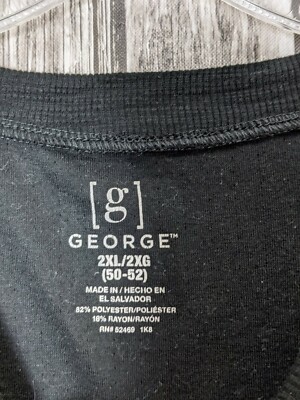 [g]
GEORGE™
2XL/2XG
(50-52)
MADE IN / HECHO EN
EL SALVADOR
82% POLYESTER/POLIÉSTER
18% RAYON/RAYÓN
RN# 52469 1K8